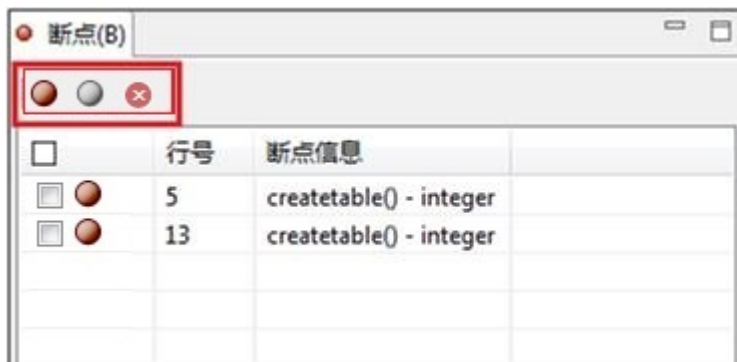 断点(B)
行号 断点信息
5 createtable() - integer
13 createtable() - integer